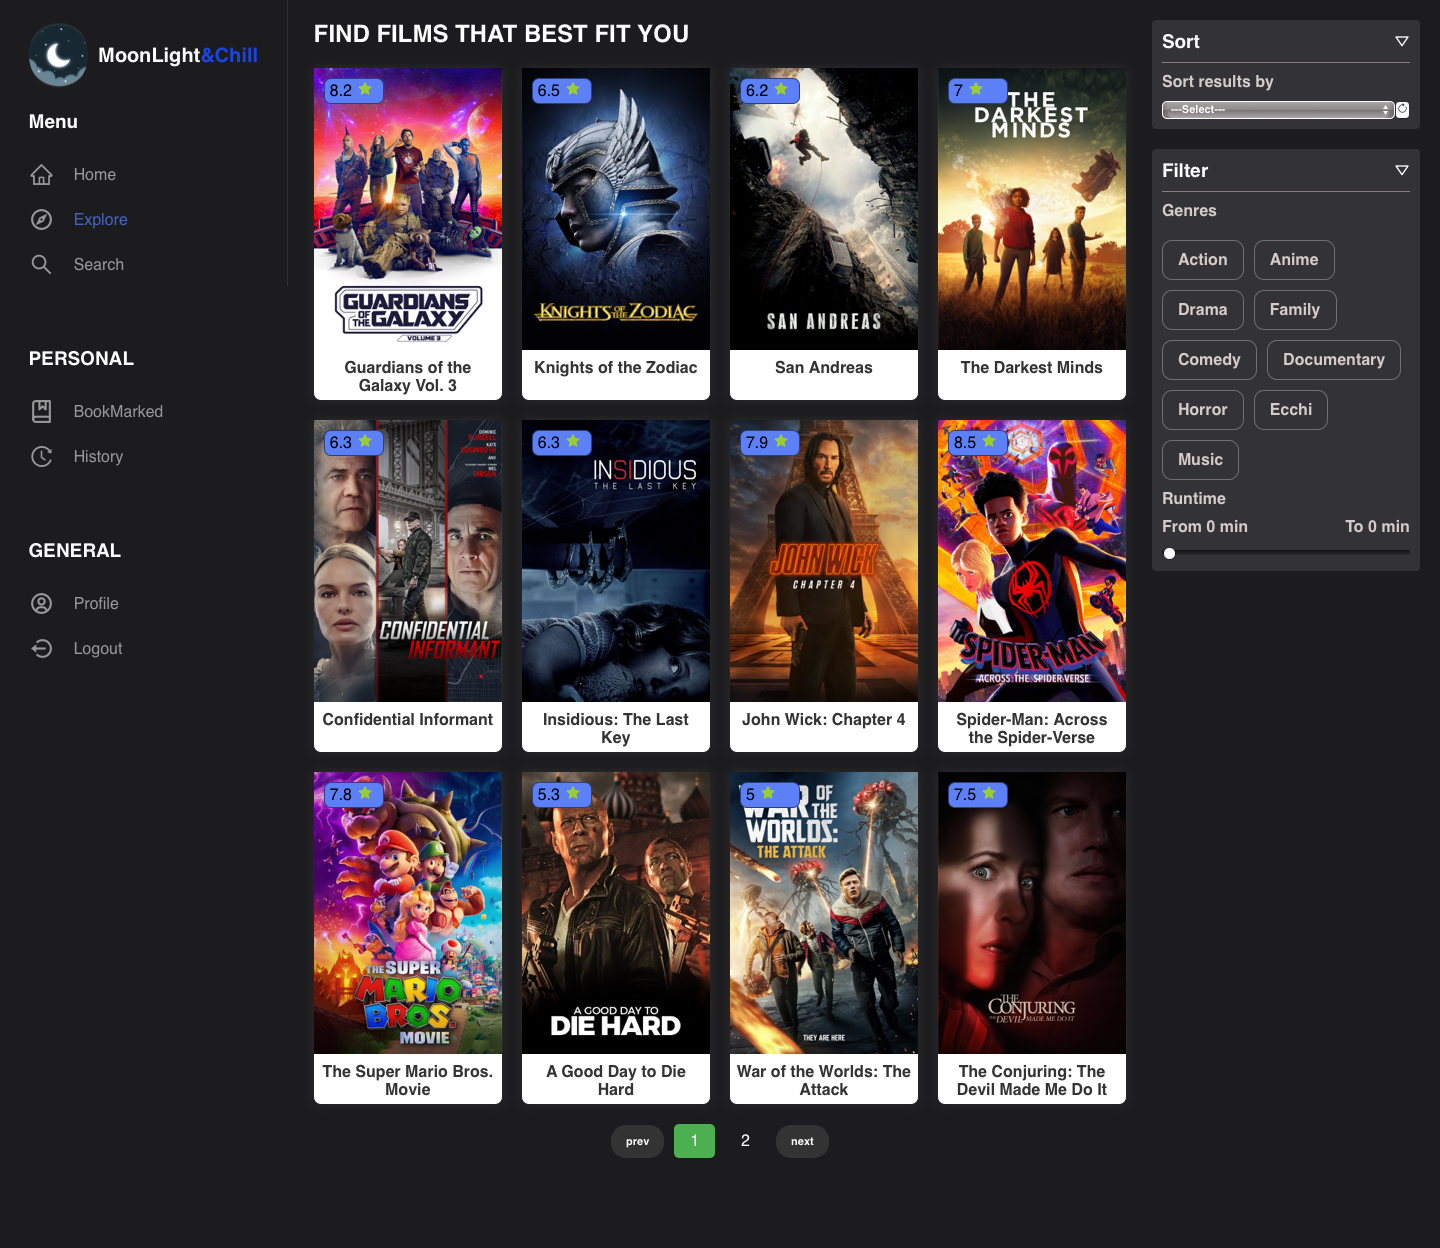 MoonLight&Chill
Menu
Home
Explore
Search
PERSONAL
BookMarked
History
GENERAL
Profile
Logout
FIND FILMS THAT BEST FIT YOU
8.2
GUARDIANS
OF THE GALAXY
VOLUME 3
Guardians of the
Galaxy Vol. 3
6.5
KNIGHTS OF THE ZODIAC
Knights of the Zodiac
6.2
SAN ANDREAS
San Andreas
7
THE
DARKEST
MINDS
The Darkest Minds
6.3
DOMINIC
PURCELL
KATE
BOSWORTH
AND
MEL
GIBSON
CONFIDENTIAL
INFORMANT
Confidential Informant
6.3
INSIDIOUS
THE LAST KEY
Insidious: The Last
Key
7.9
JOHN WICK
CHAPTER 4
John Wick: Chapter 4
8.5
SPIDER-MAN
ACROSS THE SPIDER-VERSE
Spider-Man: Across
the Spider-Verse
7.8
THE SUPER
MARIO
BROS.
MOVIE
The Super Mario Bros.
Movie
5.3
A GOOD DAY TO
DIE HARD
A Good Day to Die
Hard
5
WAR OF
THE
WORLDS:
THE ATTACK
THEY ARE HERE
War of the Worlds: The
Attack
7.5
THE
CONJURING:
THE DEVIL MADE ME DO IT
The Conjuring: The
Devil Made Me Do It
prev
1
2
next
Sort
Sort results by
---Select---
Filter
Genres
Action
Anime
Drama
Family
Comedy
Documentary
Horror
Ecchi
Music
Runtime
From 0 min
To 0 min